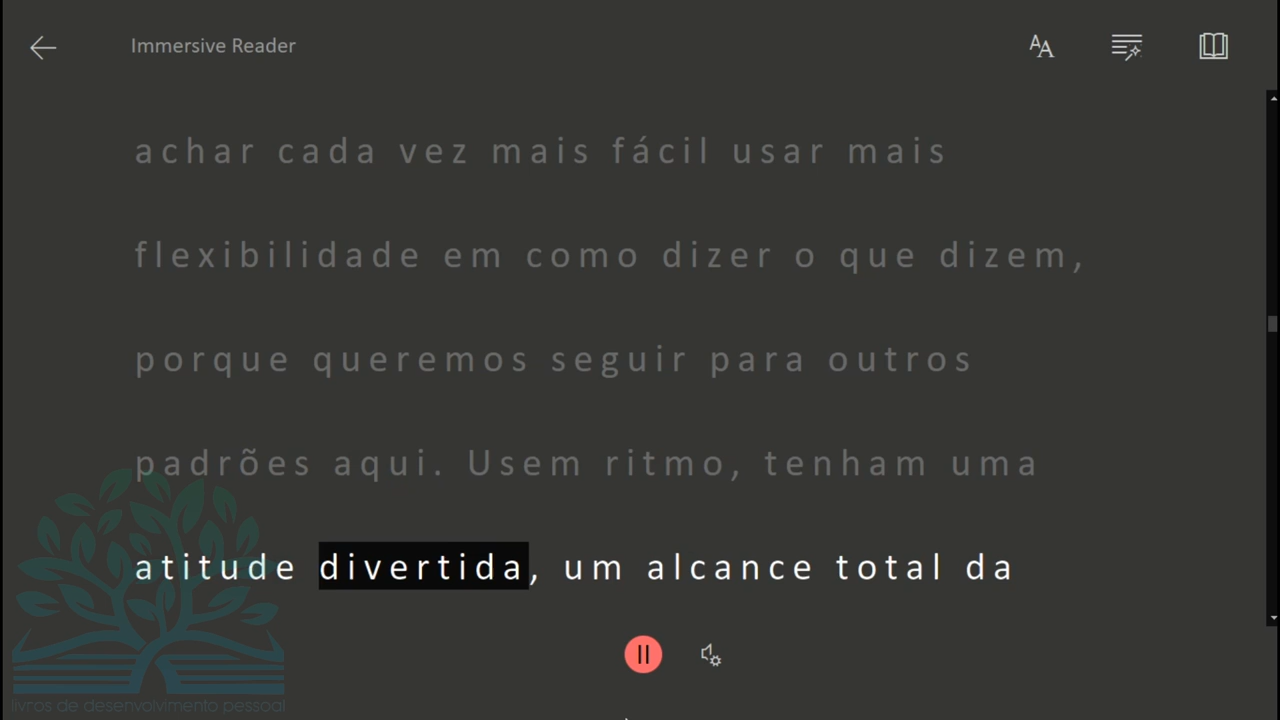 Immersive Reader
achar cada vez mais fácil usar mais
flexibilidade em como dizer o que dizem,
porque queremos seguir para outros
padrões aqui. Usem ritmo, tenham uma
atitude divertida, um alcance total da
livros de desenvolvimento pessoal